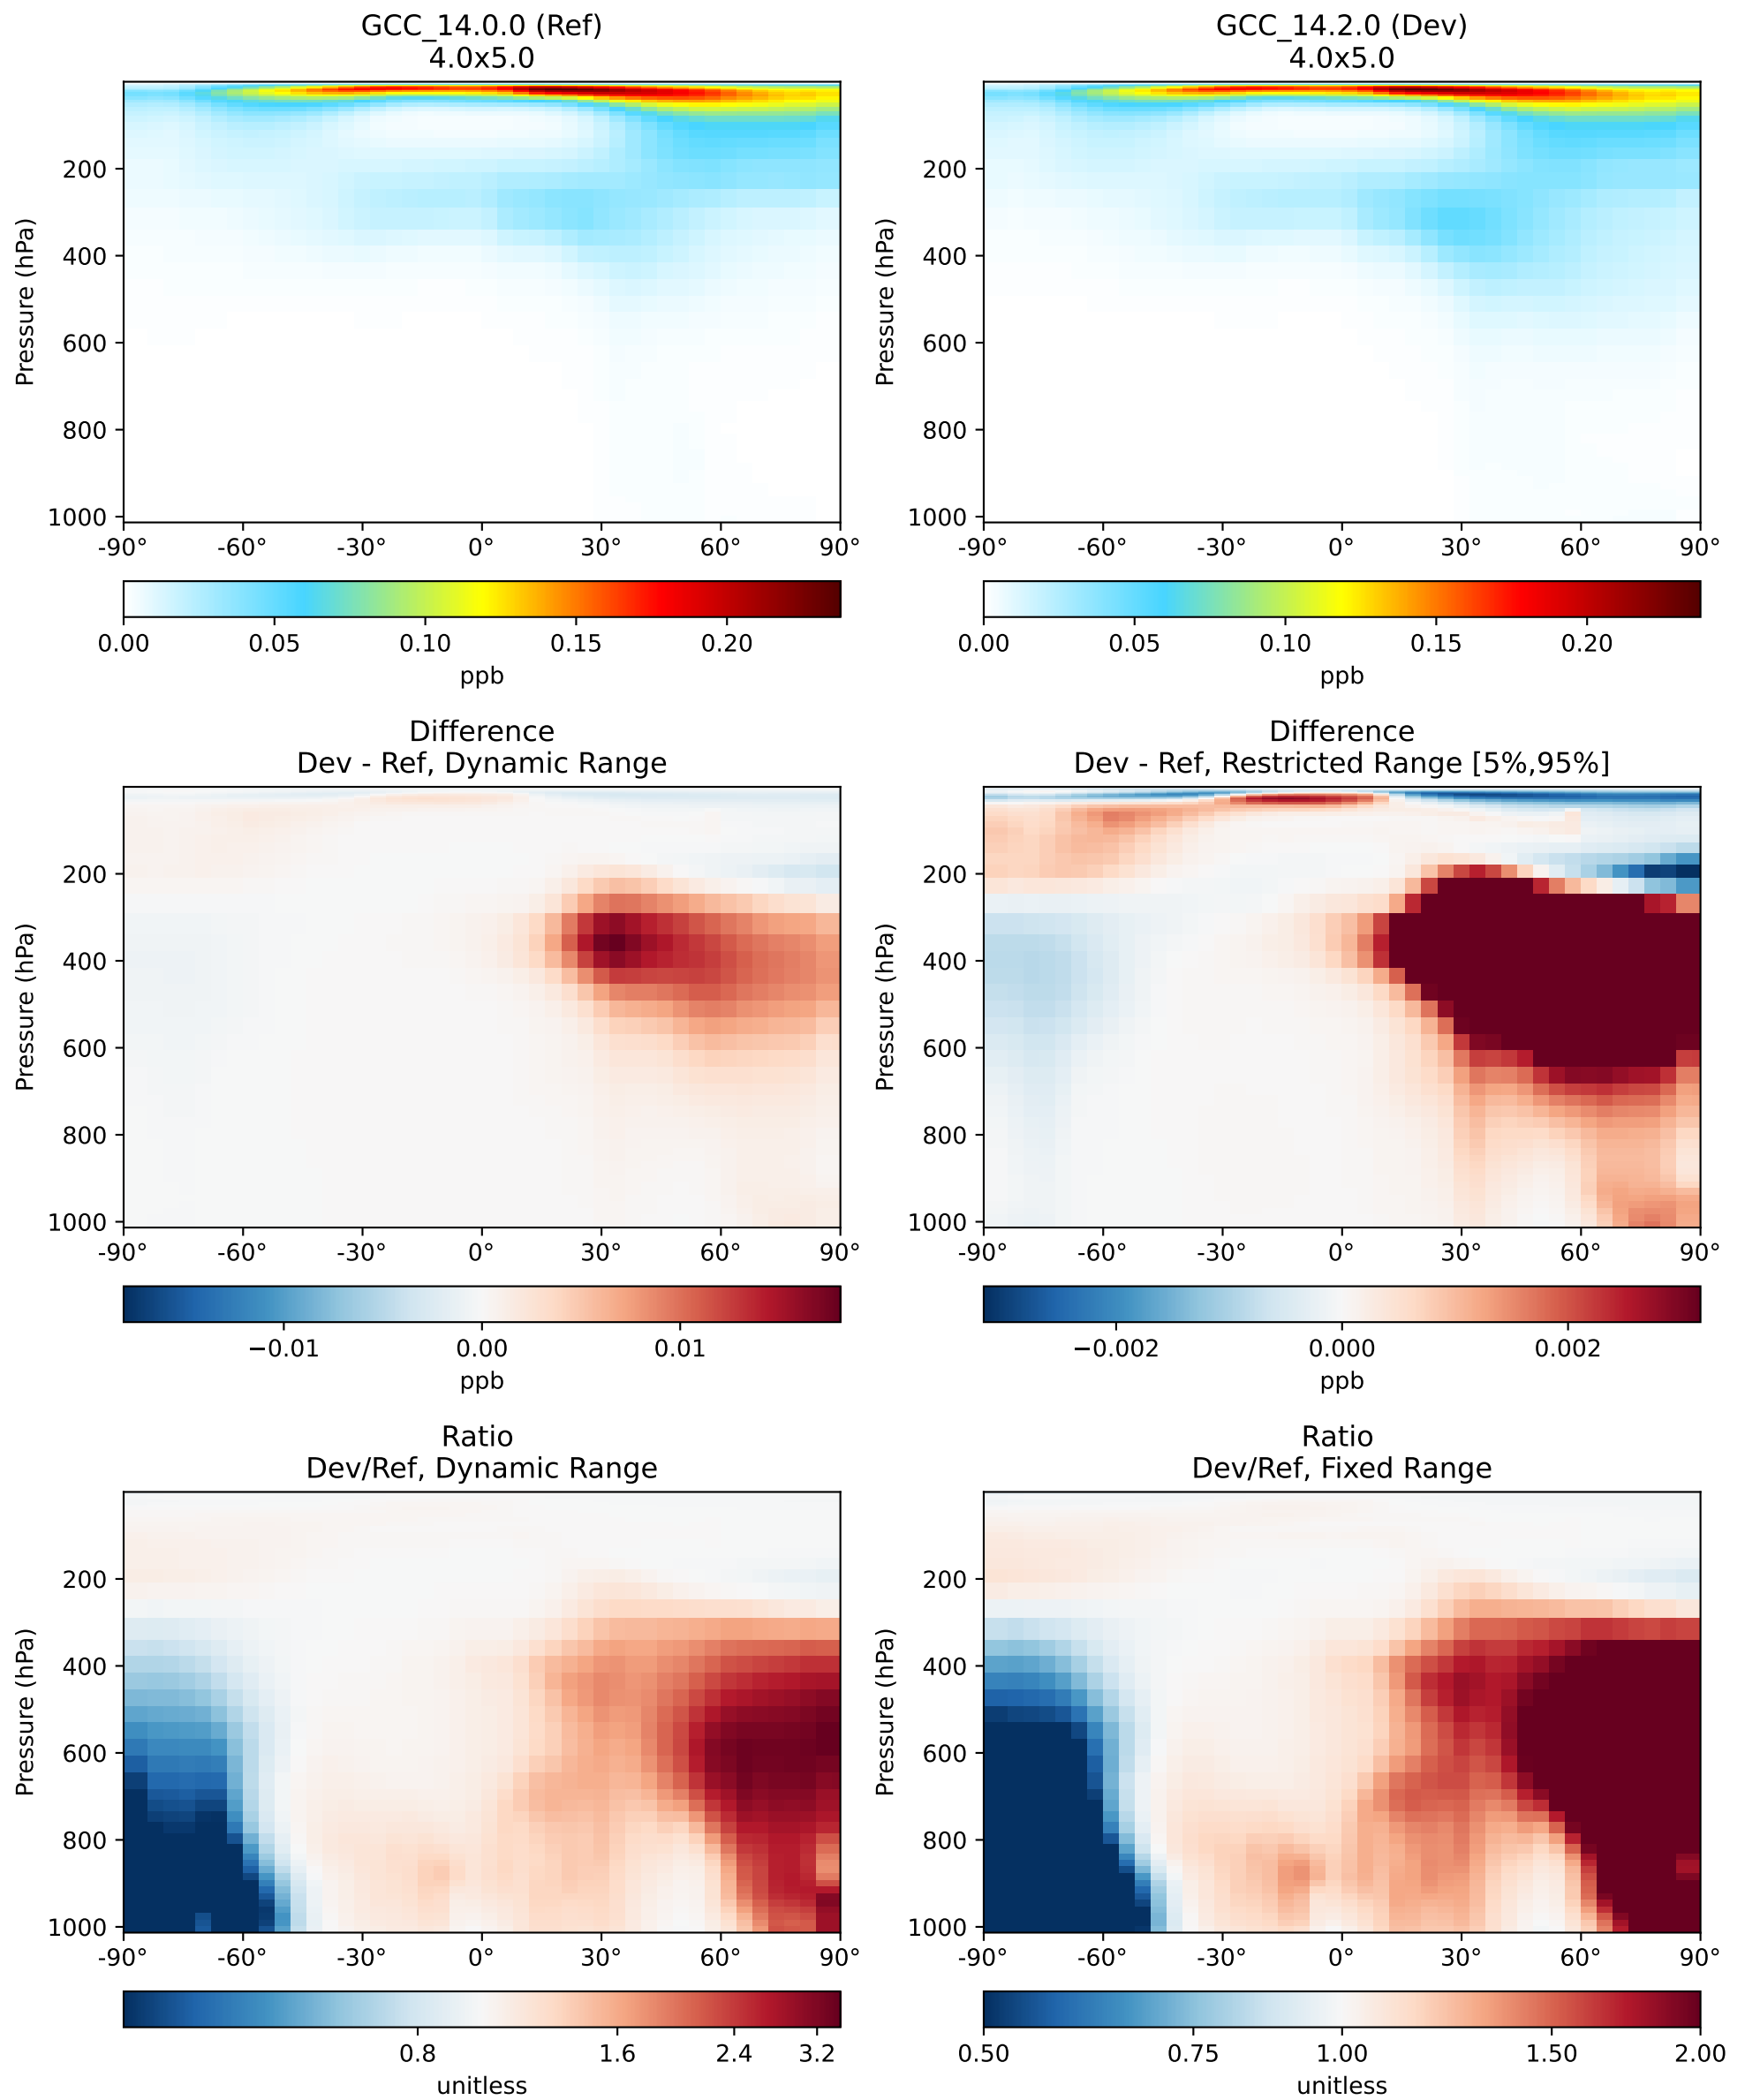 GCC_14.0.0 (Ref)
4.0x5.0
Pressure (hPa)
200
400
600
800
1000
-90° -60° -30° 0° 30° 60° 90°
0.00 0.05 0.10 0.15 0.20
ppb
GCC_14.2.0 (Dev)
4.0x5.0
Pressure (hPa)
200
400
600
800
1000
-90° -60° -30° 0° 30° 60° 90°
0.00 0.05 0.10 0.15 0.20
ppb
Difference
Dev - Ref, Dynamic Range
Pressure (hPa)
200
400
600
800
1000
-90° -60° -30° 0° 30° 60° 90°
−0.01 0.00 0.01
ppb
Difference
Dev - Ref, Restricted Range [5%,95%]
Pressure (hPa)
200
400
600
800
1000
-90° -60° -30° 0° 30° 60° 90°
−0.002 0.000 0.002
ppb
Ratio
Dev/Ref, Dynamic Range
Pressure (hPa)
200
400
600
800
1000
-90° -60° -30° 0° 30° 60° 90°
0.8 1.6 2.4 3.2
unitless
Ratio
Dev/Ref, Fixed Range
Pressure (hPa)
200
400
600
800
1000
-90° -60° -30° 0° 30° 60° 90°
0.50 0.75 1.00 1.50 2.00
unitless